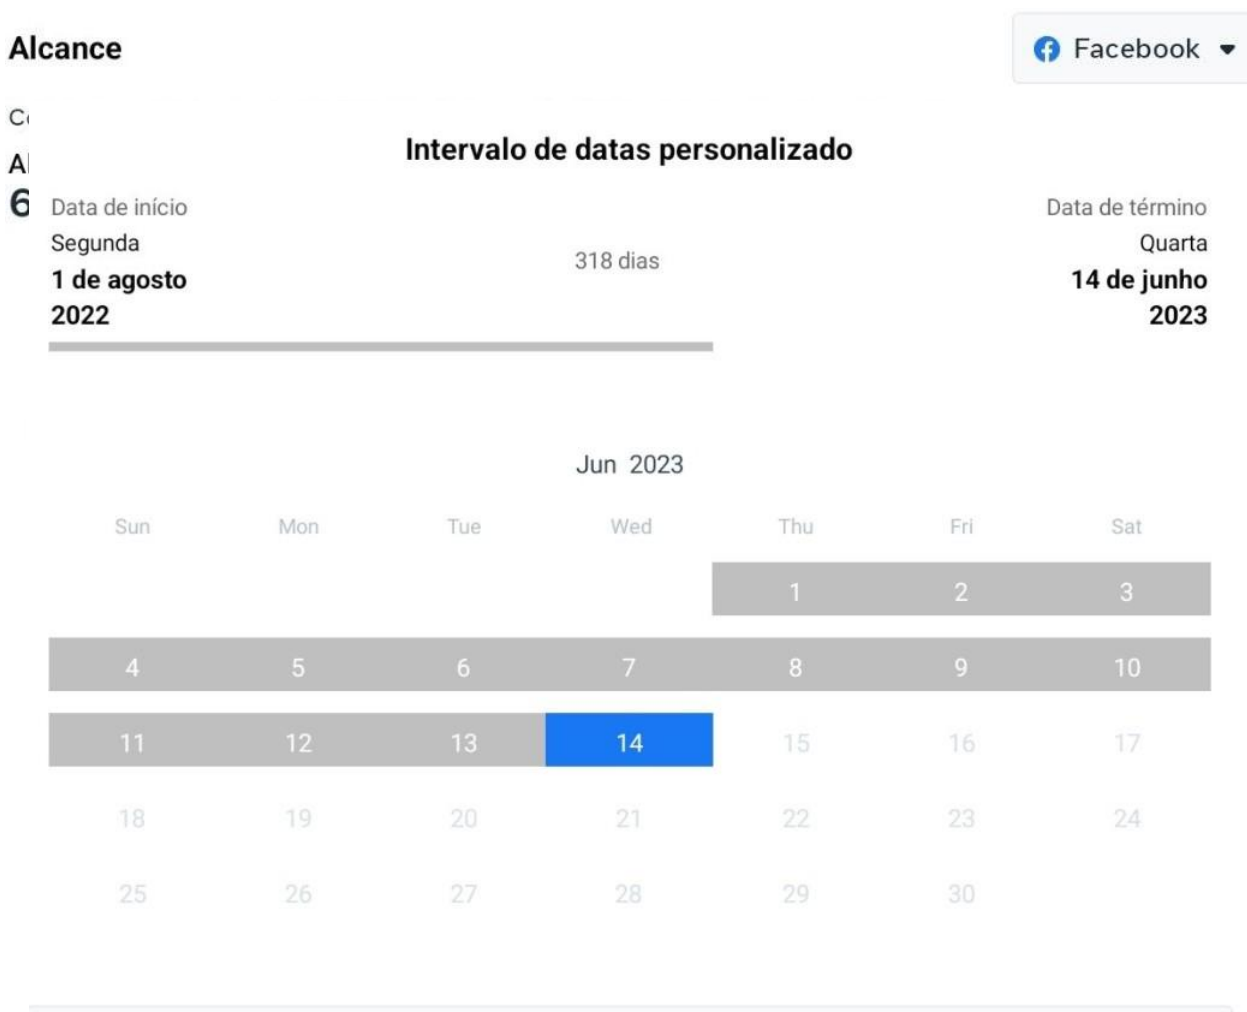 Alcance
Facebook
Intervalo de datas personalizado
6
Data de início
318 dias
Data de término
Segunda
Quarta
1 de agosto
14 de junho
2022
2023
Jun 2023
Sun Mon Tue Wed Thu Fri Sat
1 2 3
4 5 6 7 8 9 10
11 12 13 14 15 16 17
18 19 20 21 22 23 24
25 26 27 28 29 30